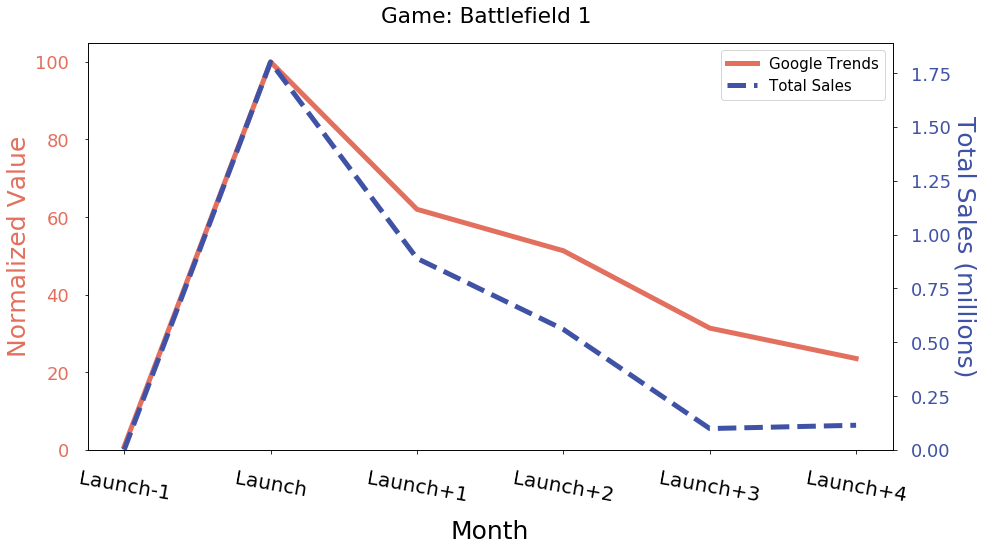 Game: Battlefield 1
Google Trends
Total Sales
Normalized Value
100
80
60
40
20
0
Total Sales (millions)
1.75
1.50
1.25
1.00
0.75
0.50
0.25
0.00
Launch-1 Launch Launch+1 Launch+2 Launch+3 Launch+4
Month